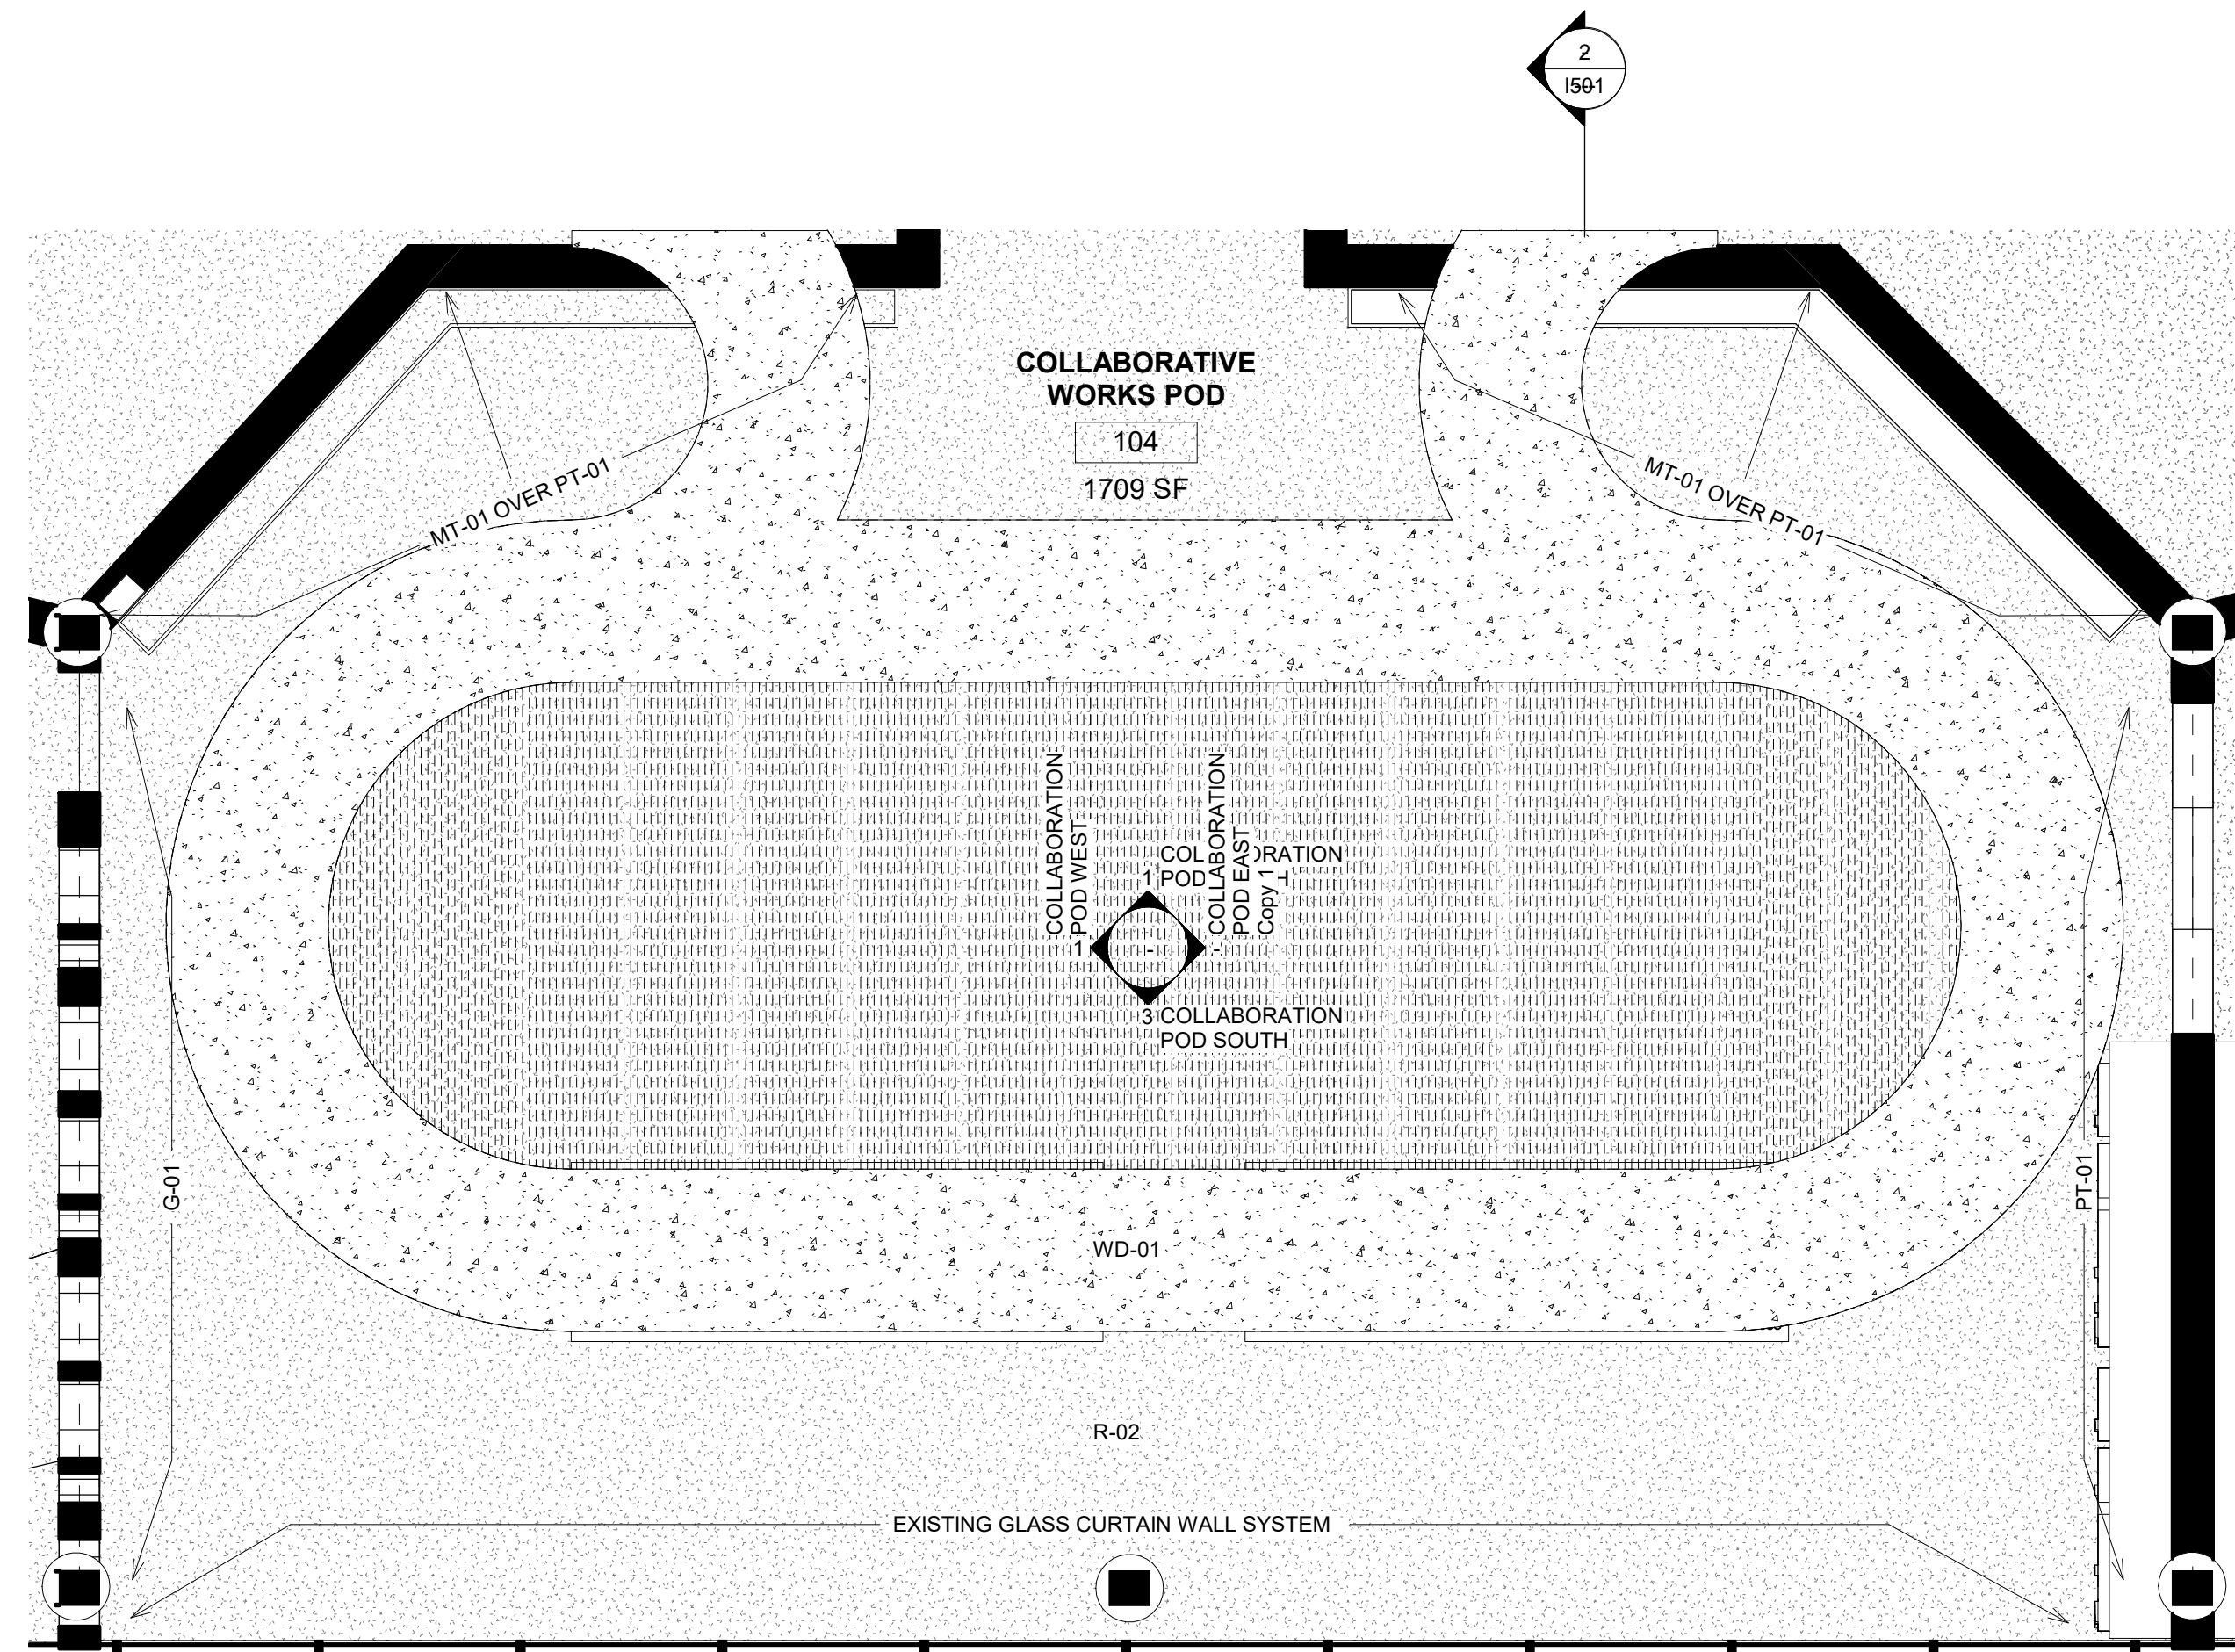 2
I501
COLLABORATIVE
WORKS POD
104
1709 SF
MT-01 OVER PT-01
MT-01 OVER PT-01
COLLABORATION
POD WEST
1
COLLABORATION
POD EAST
Copy 1
-
1
POD
-
3 COLLABORATION
POD SOUTH
G-01
PT-01
WD-01
R-02
EXISTING GLASS CURTAIN WALL SYSTEM